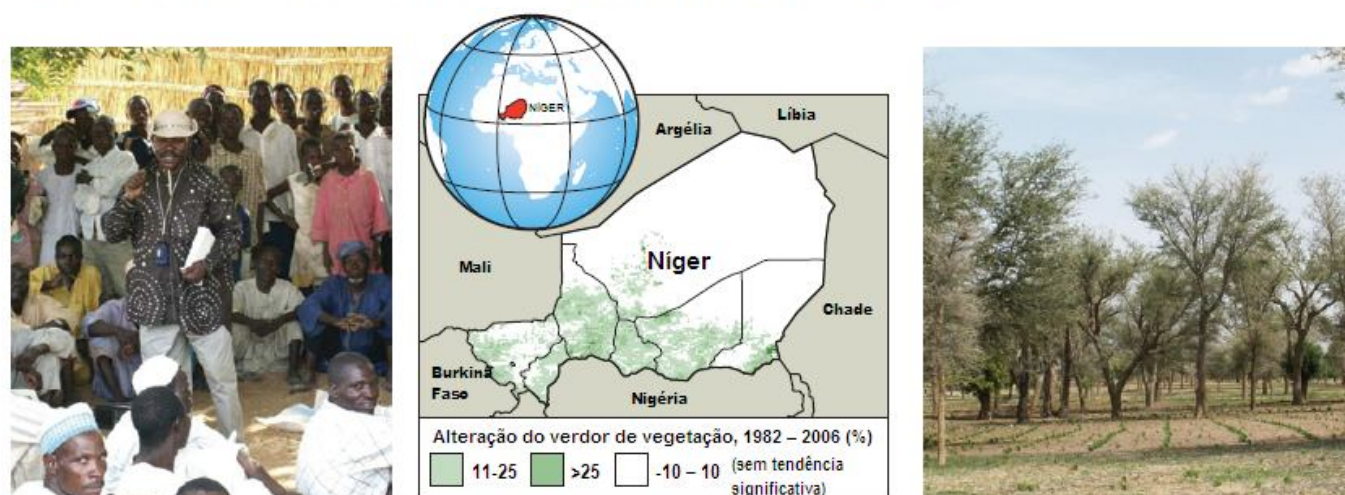 NÍGER
Argélia
Líbia
Mali
Níger
Chade
Burkina
Faso
Nigéria
Alteração do verdor de vegetação, 1982 – 2006 (%)
11-25 >25 -10 – 10 (sem tendência
significativa)